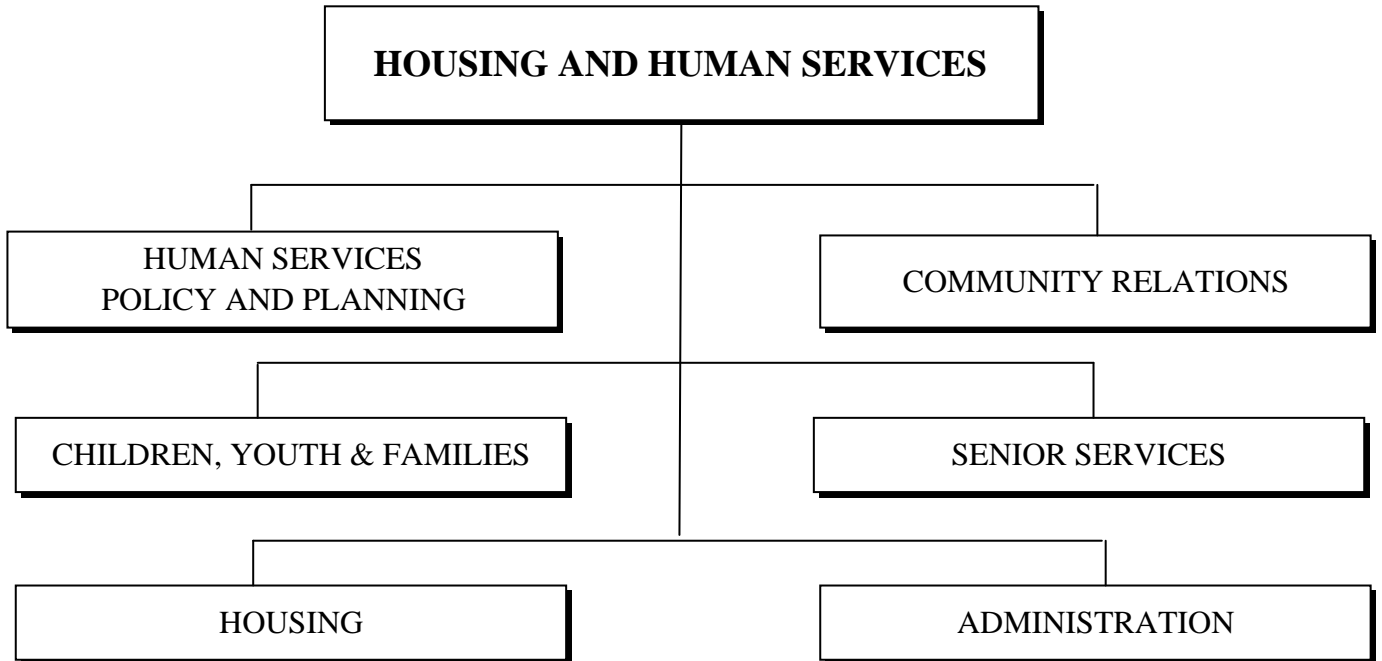 HOUSING AND HUMAN SERVICES
HUMAN SERVICES
POLICY AND PLANNING
COMMUNITY RELATIONS
CHILDREN, YOUTH & FAMILIES
SENIOR SERVICES
HOUSING
ADMINISTRATION